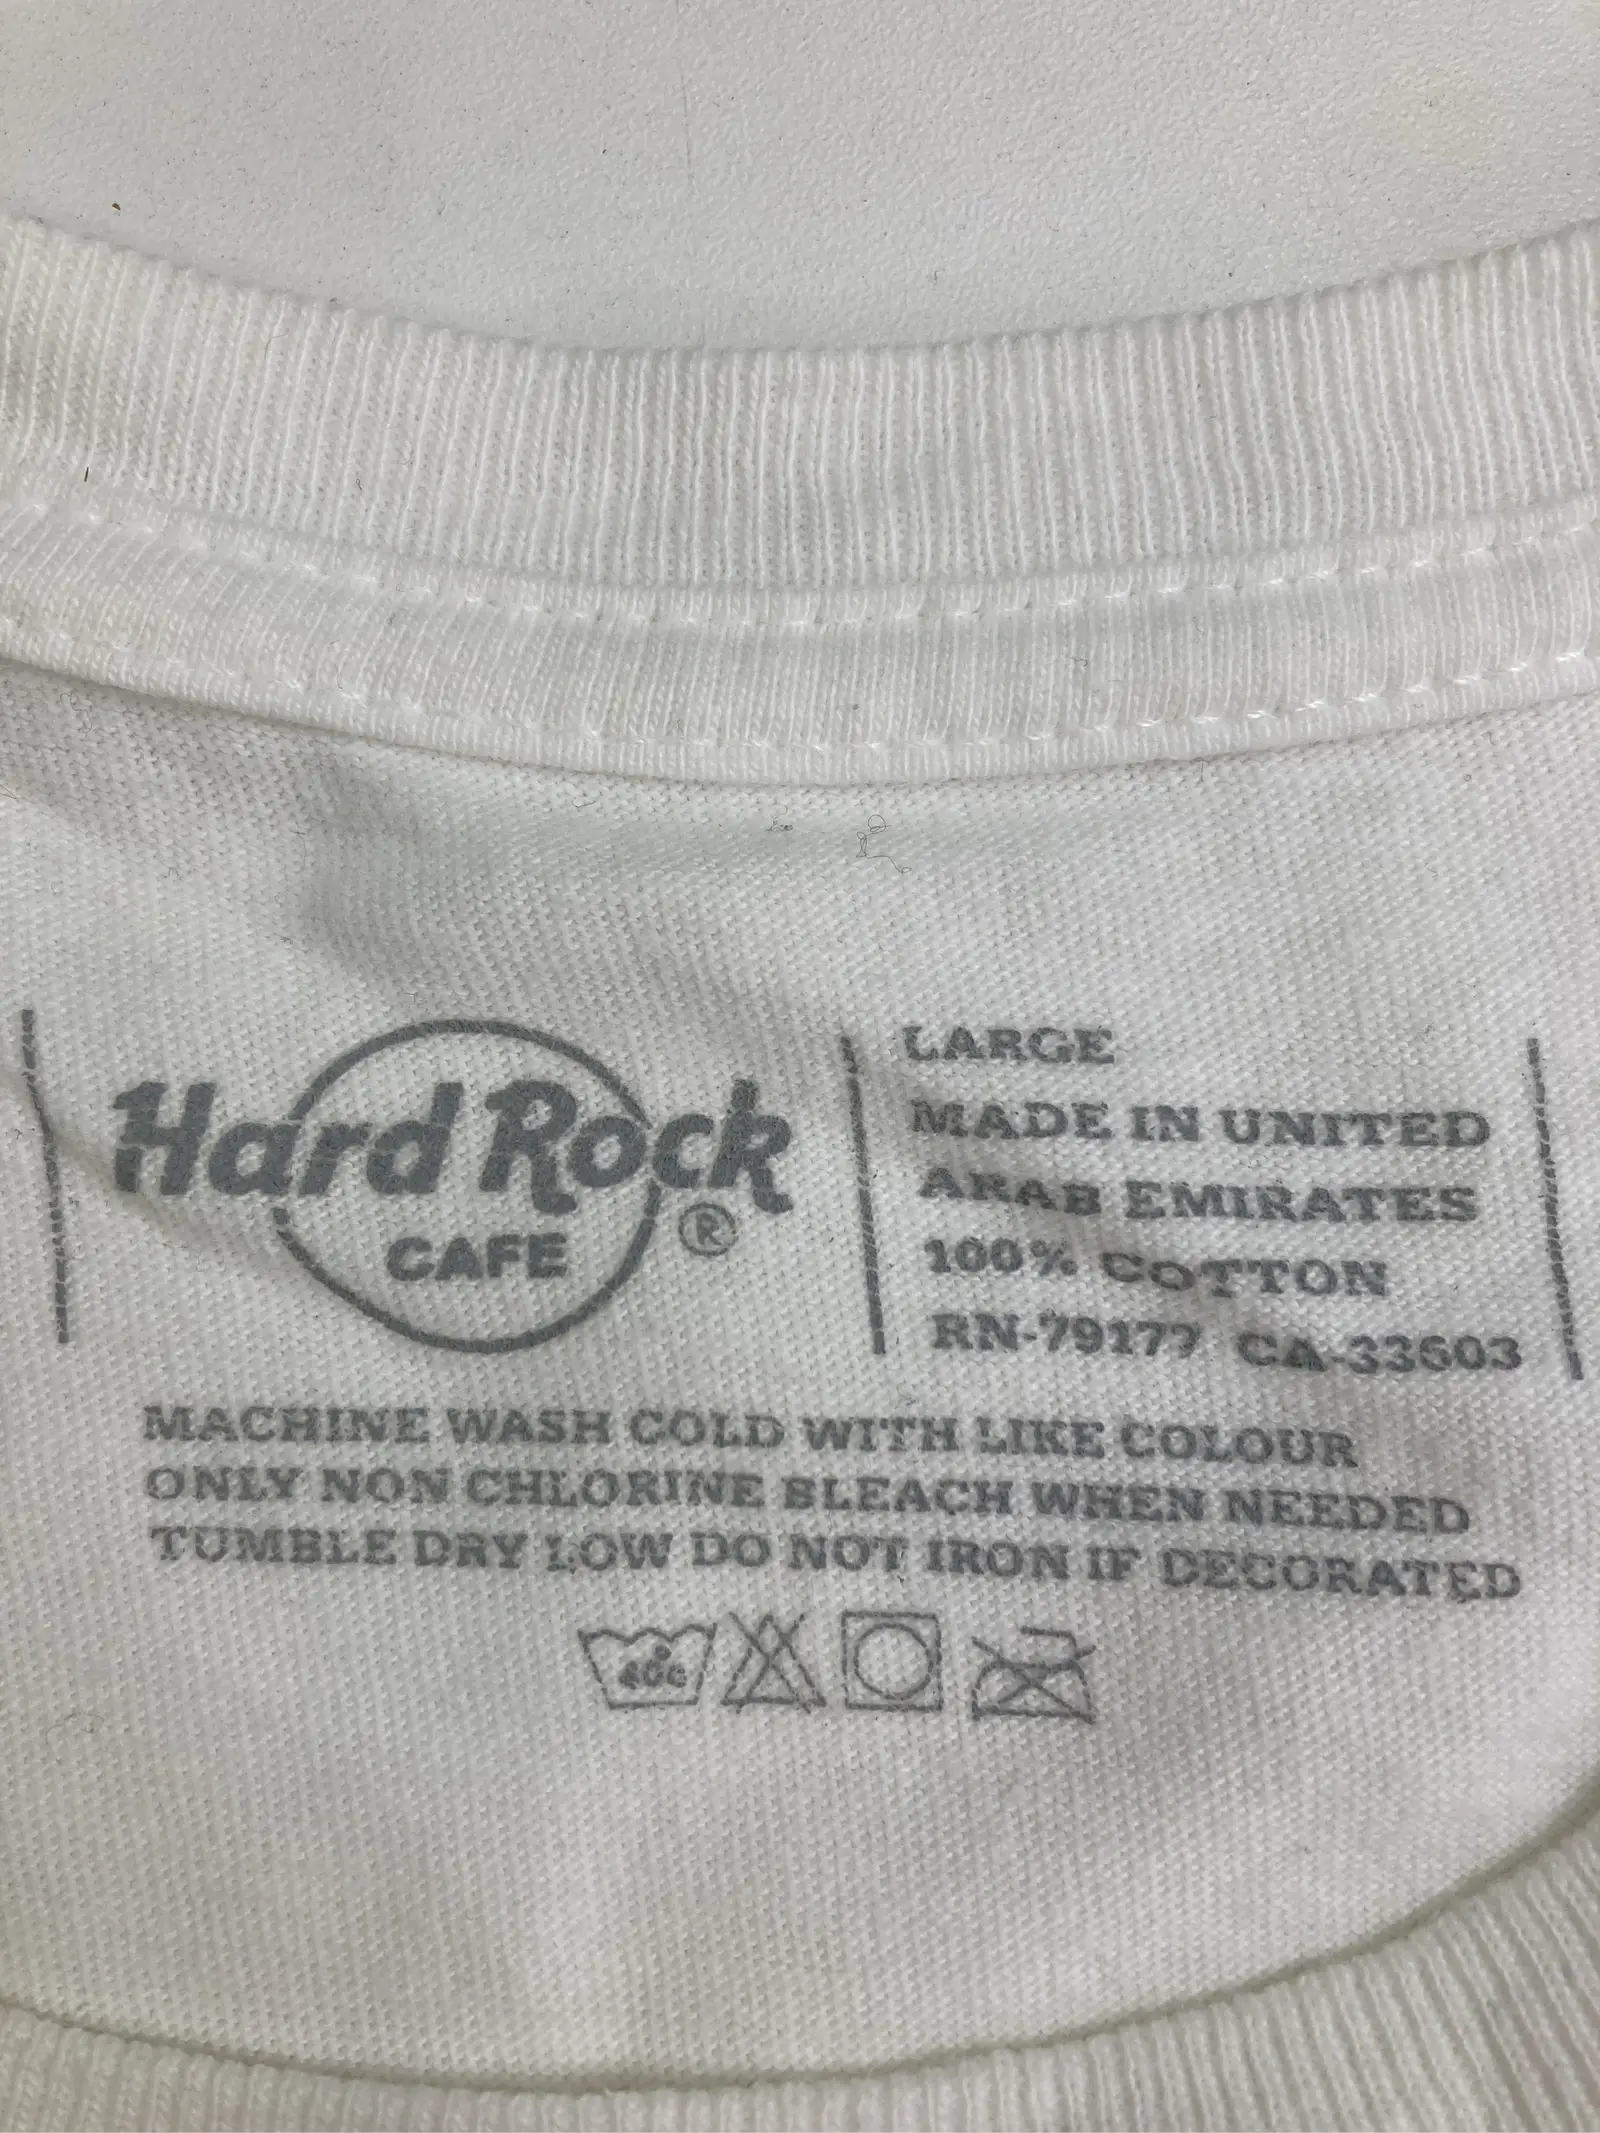 Hard Rock
CAFE
®
LARGE
MADE IN UNITED
ARAB EMIRATES
100% COTTON
RN-79177 CA-33603
MACHINE WASH COLD WITH LIKE COLOUR
ONLY NON CHLORINE BLEACH WHEN NEEDED
TUMBLE DRY LOW DO NOT IRON IF DECORATED